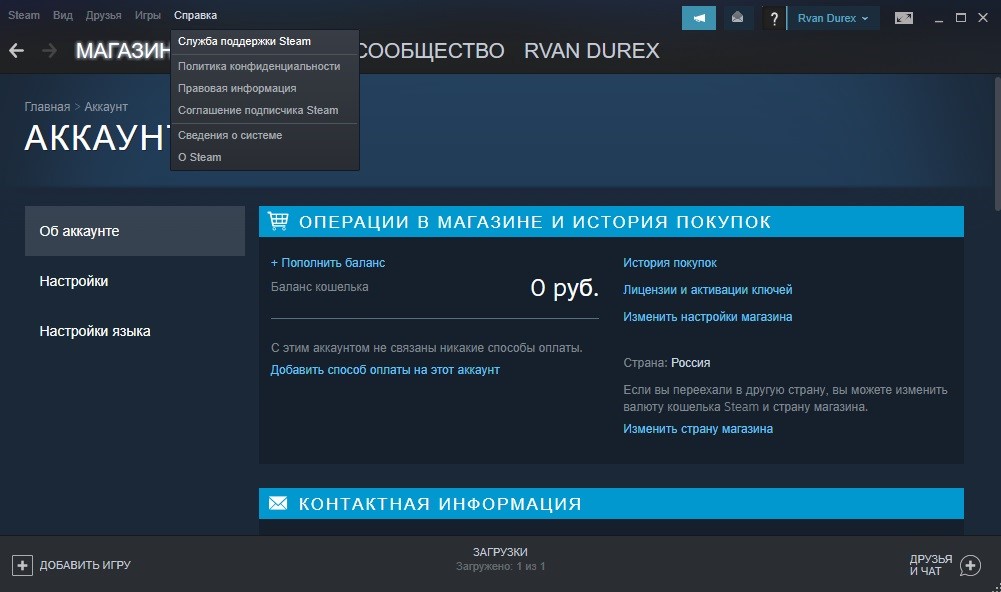 Steam Вид Друзья Игры Справка
? Rvan Durex
МАГАЗИН СООБЩЕСТВО RVAN DUREX
Служба поддержки Steam
Политика конфиденциальности
Правовая информация
Соглашение подписчика Steam
Сведения о системе
О Steam
Главная > Аккаунт
АККАУНТ
Об аккаунте
Настройки
Настройки языка
ОПЕРАЦИИ В МАГАЗИНЕ И ИСТОРИЯ ПОКУПОК
+ Пополнить баланс
Баланс кошелька
0 руб.
С этим аккаунтом не связаны никакие способы оплаты.
Добавить способ оплаты на этот аккаунт
История покупок
Лицензии и активации ключей
Изменить настройки магазина
Страна: Россия
Если вы переехали в другую страну, вы можете изменить
валюту кошелька Steam и страну магазина.
Изменить страну магазина
КОНТАКТНАЯ ИНФОРМАЦИЯ
ДОБАВИТЬ ИГРУ
ЗАГРУЗКИ
Загружено: 1 из 1
ДРУЗЬЯ
И ЧАТ